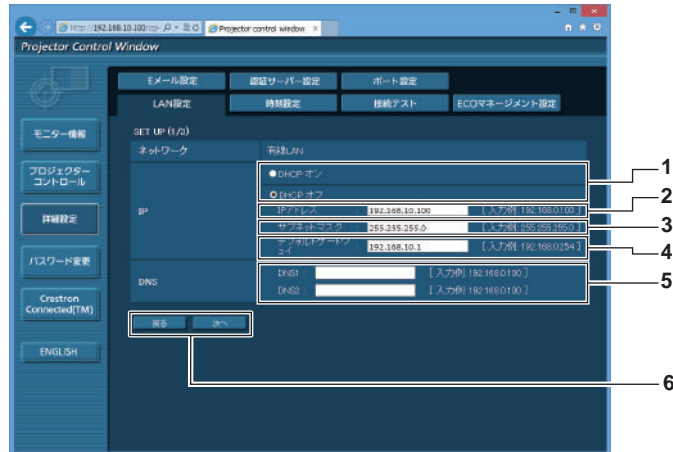 http://192.168.10.100/cgi-
Projector control window
Projector Control Window
Eメール設定 認証サーバー設定 ポート設定
LAN設定 時刻設定 接続テスト ECOマネージメント設定
モニター情報
プロジェクター
コントロール
詳細設定
パスワード変更
Crestron
Connected(TM)
ENGLISH
SET UP (1/3)
ネットワーク 有線LAN
IP
DHCP オン
DHCP オフ
IPアドレス : 192.168.10.100 [ 入力例: 192.168.0.100 ]
サブネットマスク : 255.255.255.0 [ 入力例: 255.255.255.0 ]
デフォルトゲートウェイ : 192.168.10.1 [ 入力例: 192.168.0.254 ]
DNS
DNS1 : [ 入力例: 192.168.0.100 ]
DNS2 : [ 入力例: 192.168.0.100 ]
戻る 次へ
1
2
3
4
5
6